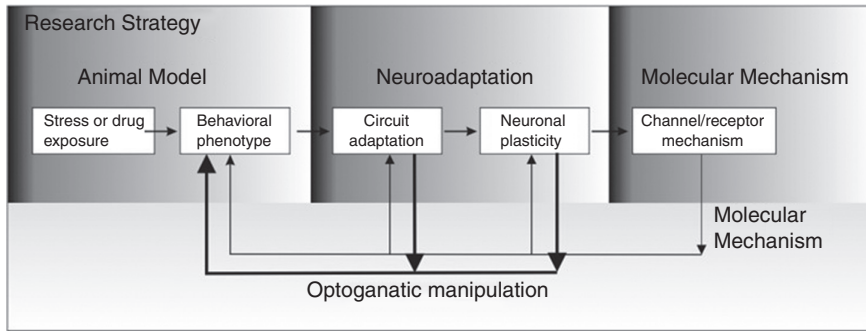 Research Strategy
Animal Model
Neuroadaptation
Molecular Mechanism
Stress or drug
exposure
Behavioral
phenotype
Circuit
adaptation
Neuronal
plasticity
Channel/receptor
mechanism
Molecular
Mechanism
Optoganatic manipulation